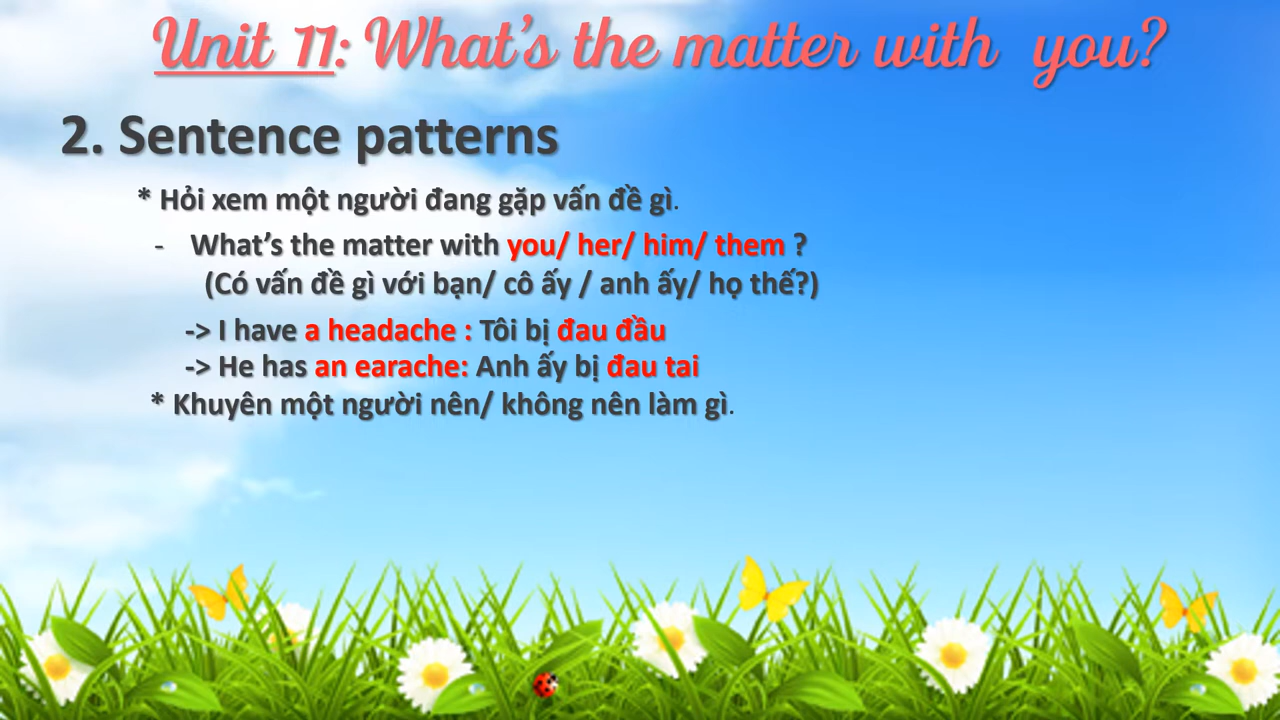 Unit 11: What's the matter with you?
2. Sentence patterns
* Hỏi xem một người đang gặp vấn đề gì.
- What's the matter with you/ her/ him/ them ?
(Có vấn đề gì với bạn/ cô ấy / anh ấy/ họ thế?)
-> I have a headache : Tôi bị đau đầu
-> He has an earache: Anh ấy bị đau tai
* Khuyên một người nên/ không nên làm gì.